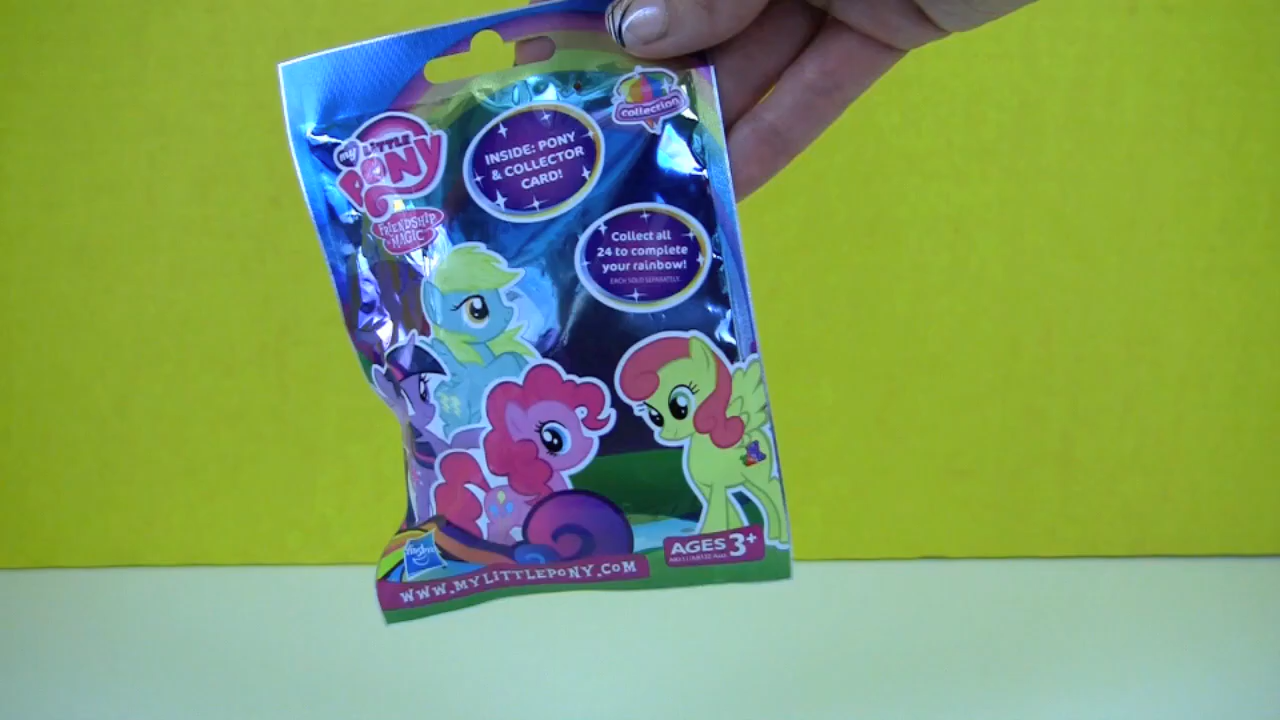 my LITTLE
PONY
FRIENDSHIP
is MAGIC
INSIDE: PONY
& COLLECTOR
CARD!
collection
Collect all
24 to complete
your rainbow!
EACH SOLD SEPARATELY.
Hasbro
WWW.MYLITTLEPONY.COM
AGES 3+